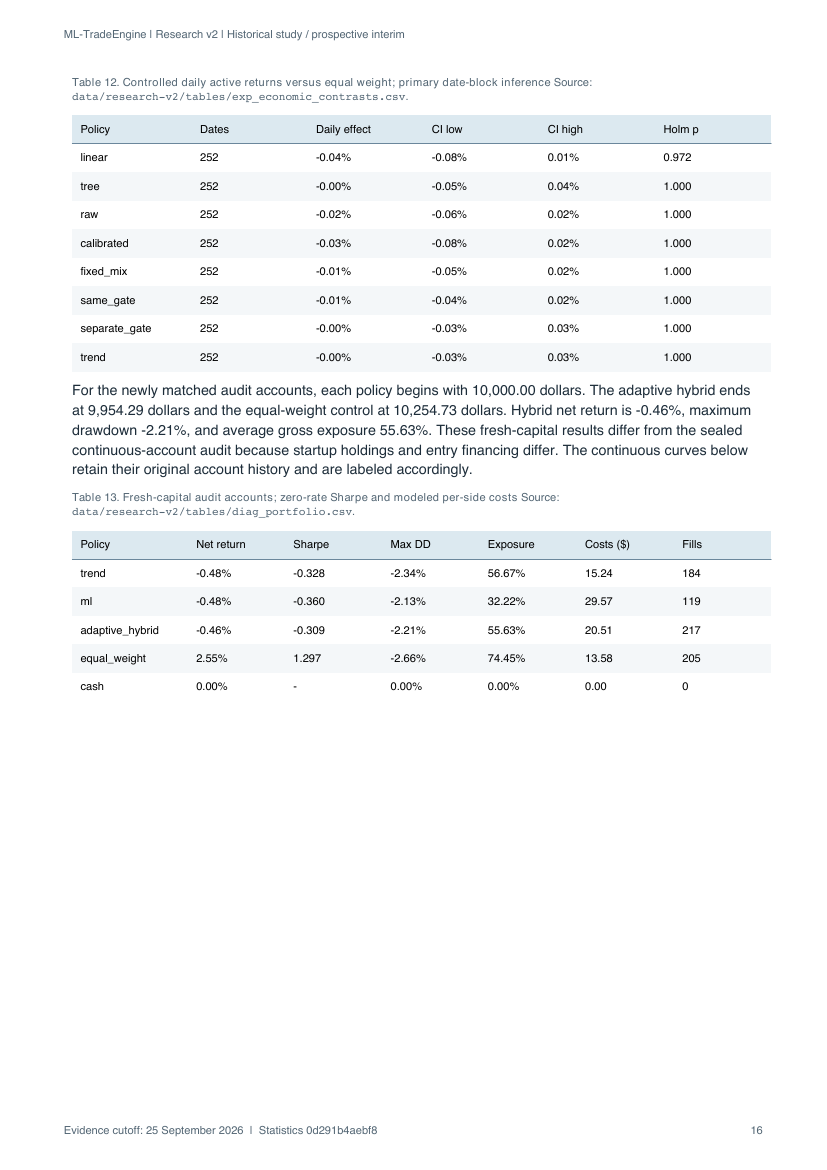 ML-TradeEngine | Research v2 | Historical study / prospective interim
Table 12. Controlled daily active returns versus equal weight; primary date-block inference Source:
data/research-v2/tables/exp_economic_contrasts.csv.
Policy Dates Daily effect CI low CI high Holm p
linear 252 -0.04% -0.08% 0.01% 0.972
tree 252 -0.00% -0.05% 0.04% 1.000
raw 252 -0.02% -0.06% 0.02% 1.000
calibrated 252 -0.03% -0.08% 0.02% 1.000
fixed_mix 252 -0.01% -0.05% 0.02% 1.000
same_gate 252 -0.01% -0.04% 0.02% 1.000
separate_gate 252 -0.00% -0.03% 0.03% 1.000
trend 252 -0.00% -0.03% 0.03% 1.000
For the newly matched audit accounts, each policy begins with 10,000.00 dollars. The adaptive hybrid ends
at 9,954.29 dollars and the equal-weight control at 10,254.73 dollars. Hybrid net return is -0.46%, maximum
drawdown -2.21%, and average gross exposure 55.63%. These fresh-capital results differ from the sealed
continuous-account audit because startup holdings and entry financing differ. The continuous curves below
retain their original account history and are labeled accordingly.
Table 13. Fresh-capital audit accounts; zero-rate Sharpe and modeled per-side costs Source:
data/research-v2/tables/diag_portfolio.csv.
Policy Net return Sharpe Max DD Exposure Costs ($) Fills
trend -0.48% -0.328 -2.34% 56.67% 15.24 184
ml -0.48% -0.360 -2.13% 32.22% 29.57 119
adaptive_hybrid -0.46% -0.309 -2.21% 55.63% 20.51 217
equal_weight 2.55% 1.297 -2.66% 74.45% 13.58 205
cash 0.00% - 0.00% 0.00% 0.00 0
Evidence cutoff: 25 September 2026 | Statistics 0d291b4aebf8 16